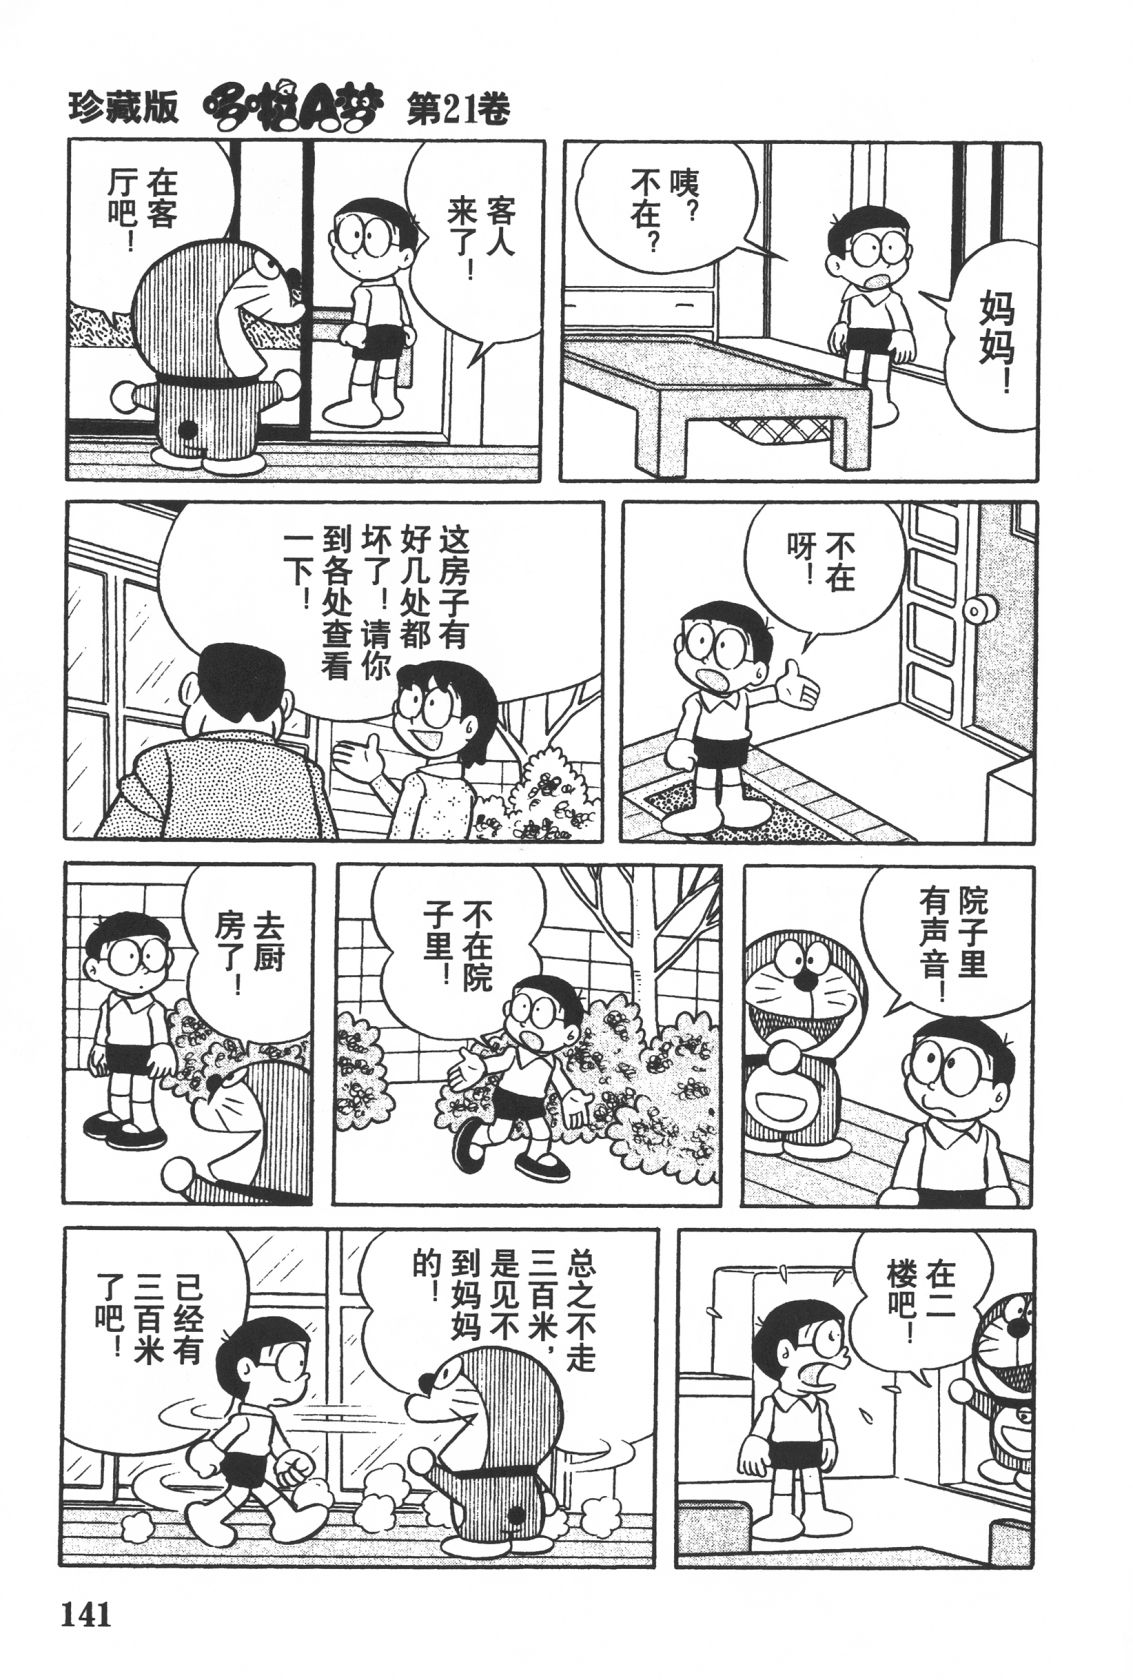 珍藏版 哆啦A梦 第21卷
妈妈！
咦？
不在？
客人
来了！
在客
厅吧！
不在
呀！
这房子有
好几处都
坏了！请你
到各处查看
一下！
院子里
有声音！
不在院
子里！
去厨
房了！
在二
楼吧！
总之不走
三百米，
是见不
到妈妈
的！
已经有
三百米
了吧！
141